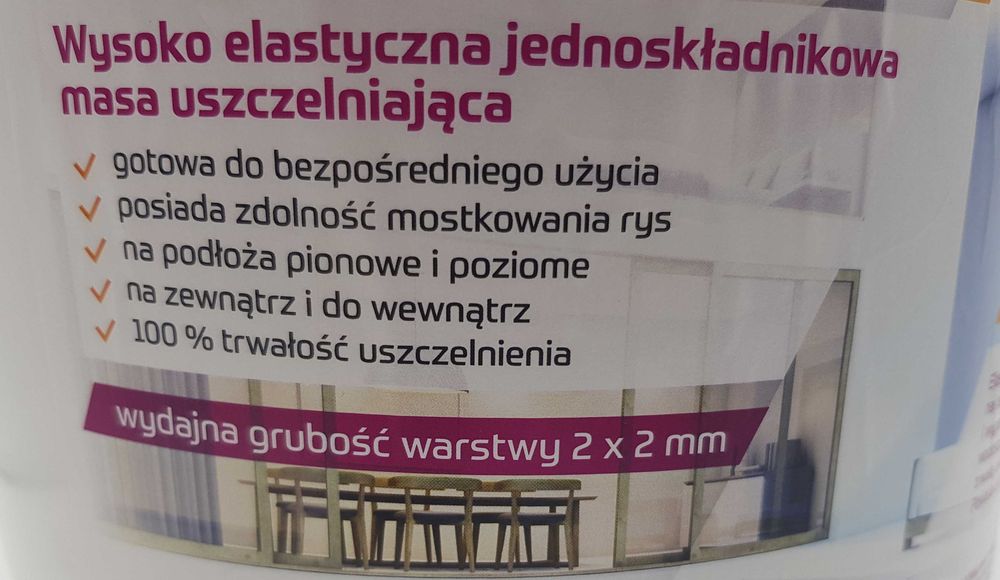 Wysoko elastyczna jednoskładnikowa
masa uszczelniająca
gotowa do bezpośredniego użycia
posiada zdolność mostkowania rys
na podłoża pionowe i poziome
na zewnątrz i do wewnątrz
100 % trwałość uszczelnienia
wydajna grubość warstwy 2 x 2 mm